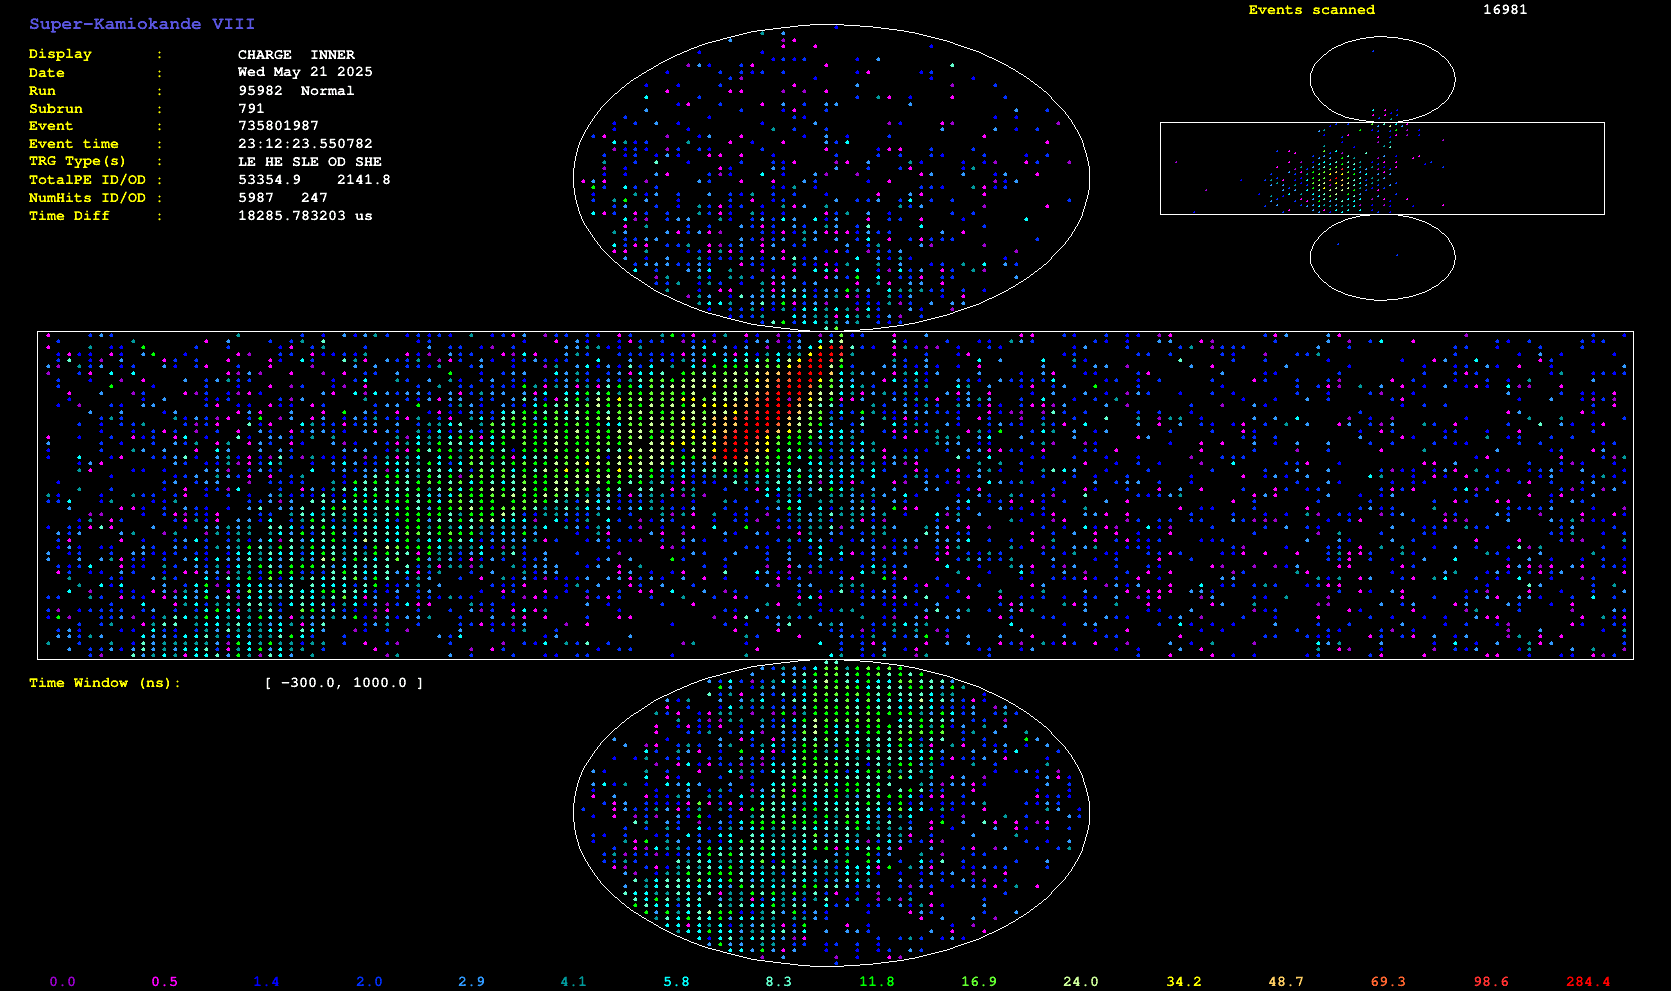 Super-Kamiokande VIII
Events scanned 16981
Display : CHARGE INNER
Date : Wed May 21 2025
Run : 95982 Normal
Subrun : 791
Event : 735801987
Event time : 23:12:23.550782
TRG Type(s) : LE HE SLE OD SHE
TotalPE ID/OD : 53354.9 2141.8
NumHits ID/OD : 5987 247
Time Diff : 18285.783203 us
Time Window (ns): [ -300.0, 1000.0 ]
0.0 0.5 1.4 2.0 2.9 4.1 5.8 8.3 11.8 16.9 24.0 34.2 48.7 69.3 98.6 284.4